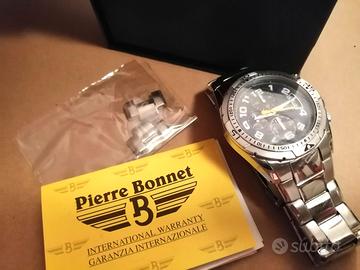 Pierre Bonnet
B
INTERNATIONAL WARRANTY
GARANZIA INTERNAZIONALE
subito